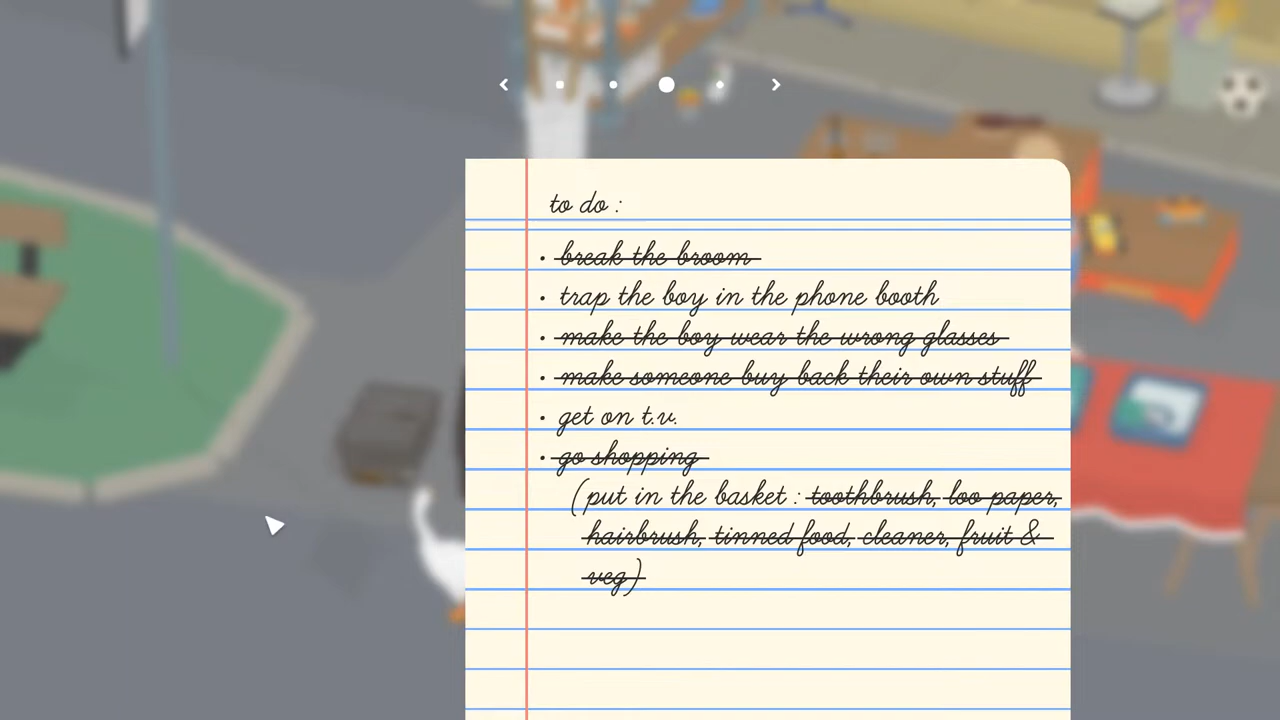 to do :
• break the broom
• trap the boy in the phone booth
• make the boy wear the wrong glasses
• make someone buy back their own stuff
• get on t.v.
• go shopping
(put in the basket : toothbrush, loo paper,
hairbrush, tinned food, cleaner, fruit &
veg)